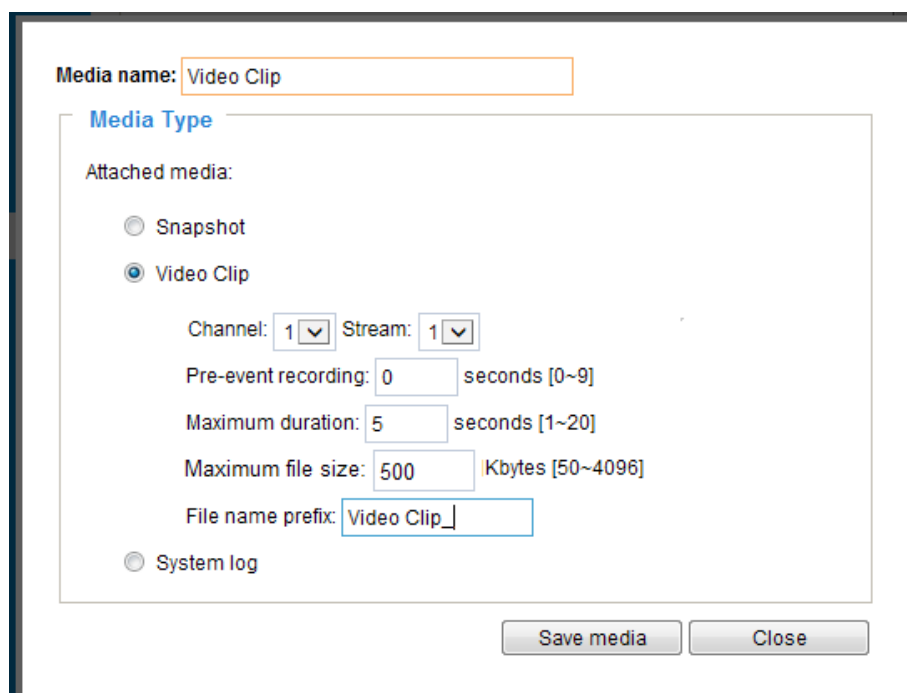 Media name: Video Clip
Media Type
Attached media:
Snapshot
Video Clip
Channel: 1 Stream: 1
Pre-event recording: 0 seconds [0~9]
Maximum duration: 5 seconds [1~20]
Maximum file size: 500 Kbytes [50~4096]
File name prefix: Video Clip_
System log
Save media Close